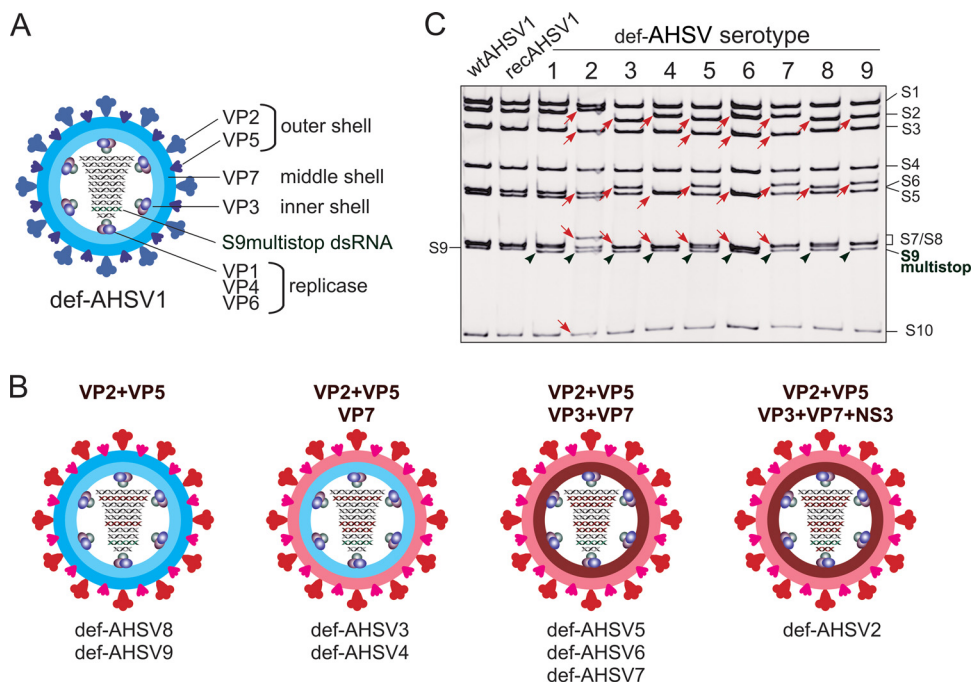 A
VP2
VP5
outer shell
VP7 middle shell
VP3 inner shell
S9multistop dsRNA
VP1
VP4
VP6
replicase
def-AHSV1
C
wtAHSV1
recAHSV1
def-AHSV serotype
1 2 3 4 5 6 7 8 9
S1
S2
S3
S4
S6
S5
S7/S8
S9
S9
multistop
S10
B
VP2+VP5
def-AHSV8
def-AHSV9
VP2+VP5
VP7
def-AHSV3
def-AHSV4
VP2+VP5
VP3+VP7
def-AHSV5
def-AHSV6
def-AHSV7
VP2+VP5
VP3+VP7+NS3
def-AHSV2